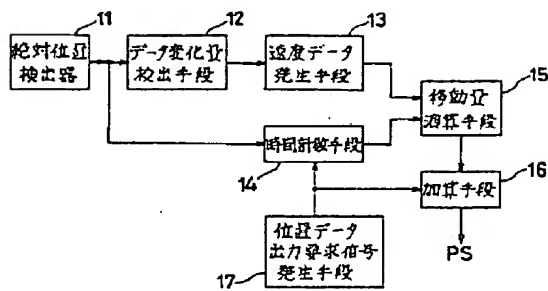 11
絶対位置
検出器
12
データ変化量
検出手段
13
速度データ
発生手段
15
移動量
演算手段
時間計数手段
14
16
加算手段
PS
位置データ
出力要求信号
発生手段
17